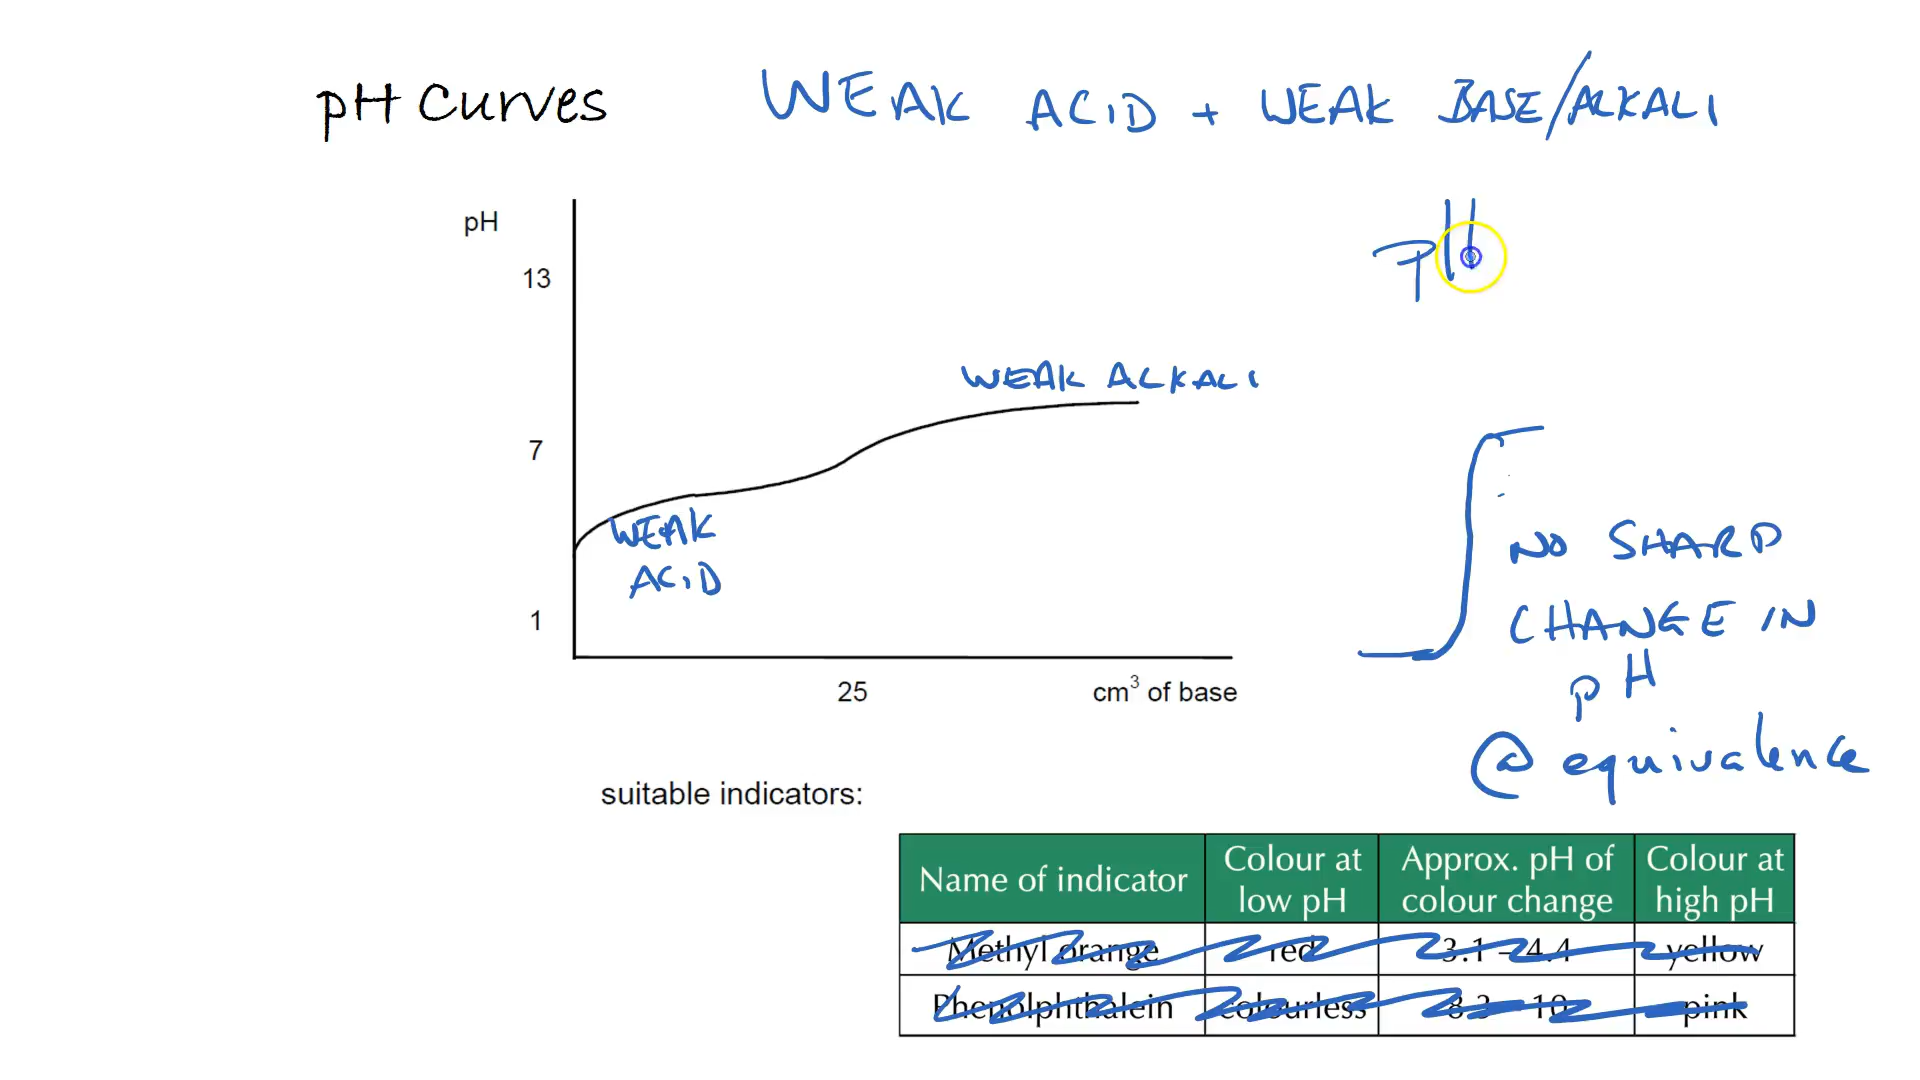 pH Curves WEAK ACID + WEAK BASE/ALKALI
pH
pH
13
WEAK ALKALI
7
WEAK
ACID
NO SHARP
CHANGE IN
pH
@ equivalence
1
25 cm³ of base
suitable indicators:
Name of indicator Colour at low pH Approx. pH of colour change Colour at high pH
Methyl orange red 3.1 – 4.4 yellow
Phenolphthalein colourless 8.3 – 10 pink